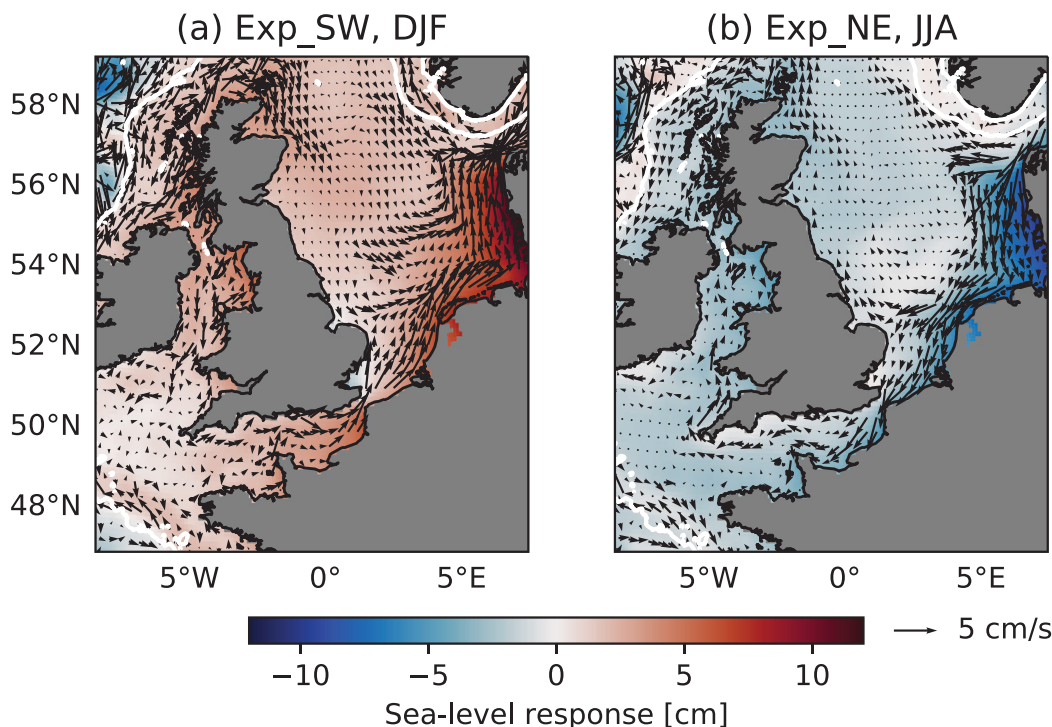 (a) Exp_SW, DJF
(b) Exp_NE, JJA
58°N
56°N
54°N
52°N
50°N
48°N
5°W 0° 5°E
5°W 0° 5°E
5 cm/s
−10 −5 0 5 10
Sea-level response [cm]